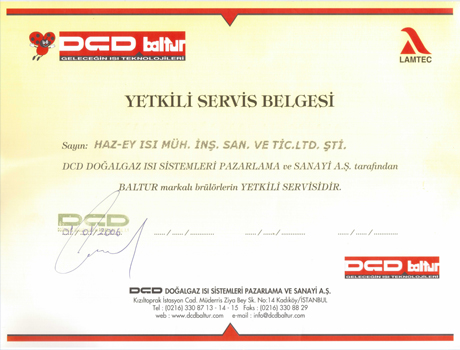 DCD baltur
GELECEĞİN ISI TEKNOLOJİLERİ
LAMTEC
YETKİLİ SERVİS BELGESİ
Sayın: HAZ-EY ISI MÜH. İNŞ. SAN. VE TİC.LTD. ŞTİ.
DCD DOĞALGAZ ISI SİSTEMLERİ PAZARLAMA ve SANAYİ A.Ş. tarafından
BALTUR markalı brülörlerin YETKİLİ SERVİSİDİR.
DCD
01/01/2006 ....../....../............ ....../....../............ ....../....../............
DCD baltur
GELECEĞİN ISI TEKNOLOJİLERİ
DCD DOĞALGAZ ISI SİSTEMLERİ PAZARLAMA VE SANAYİ A.Ş.
Kızıltoprak İstasyon Cad. Müderris Ziya Bey Sk. No:14 Kadıköy/İSTANBUL
Tel : (0216) 330 87 13 - 14 - 15 Faks : (0216) 330 88 29
web : www.dcdbaltur.com e-mail : info@dcdbaltur.com